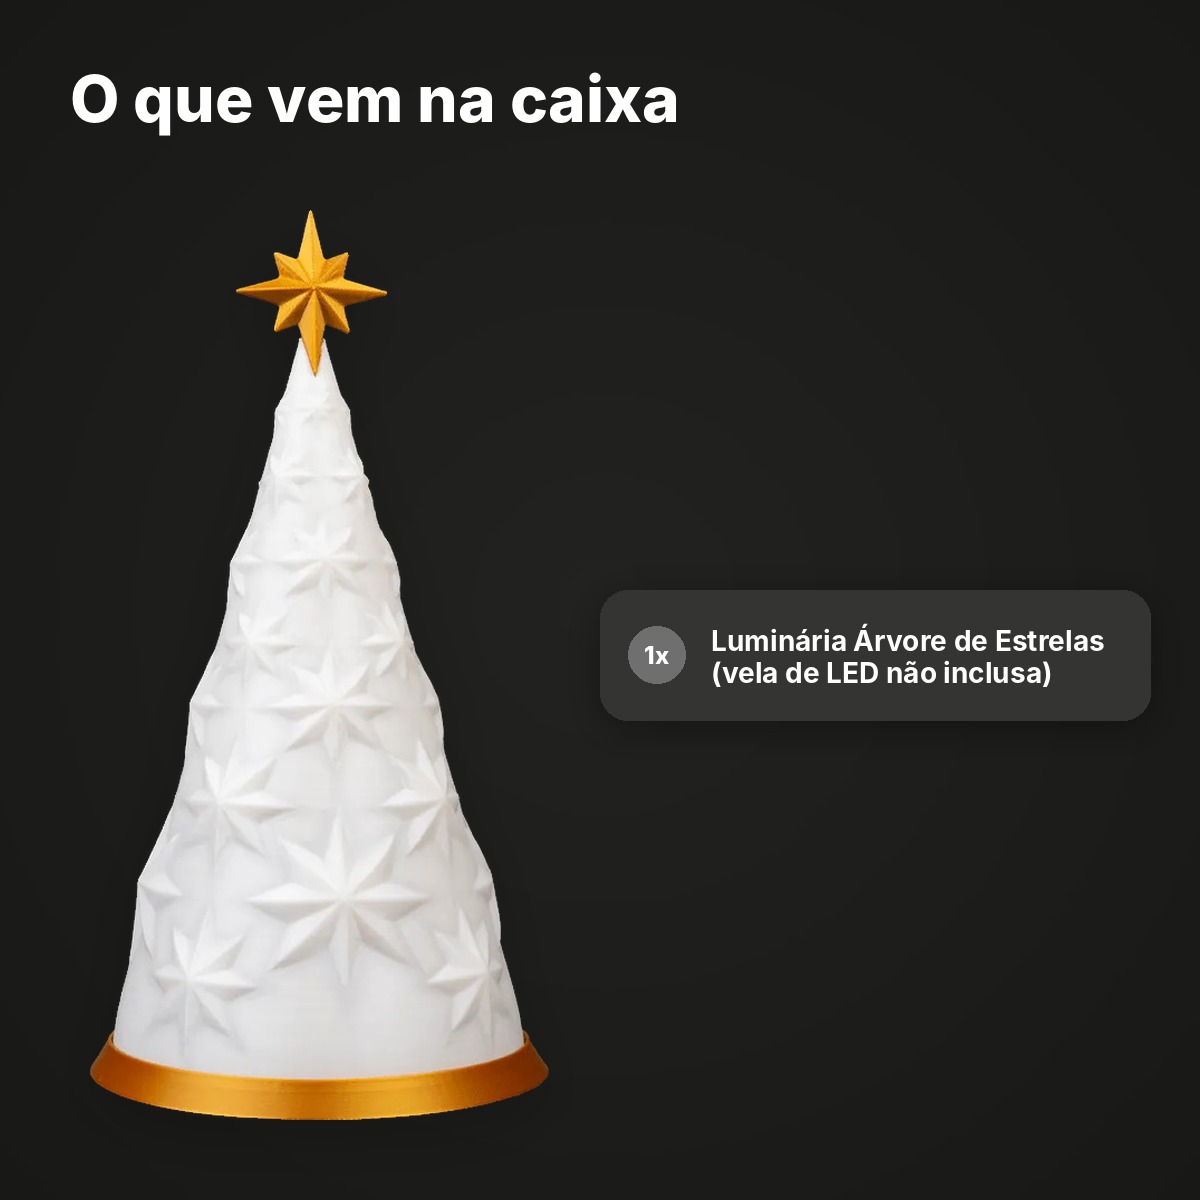 O que vem na caixa
1x
Luminária Árvore de Estrelas
(vela de LED não inclusa)